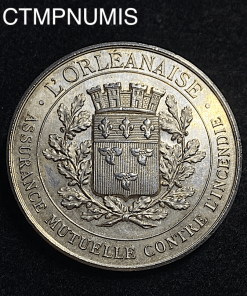 CTMPNUMIS
· L'ORLÉANAISE ·
ASSURANCE MUTUELLE CONTRE L'INCENDIE